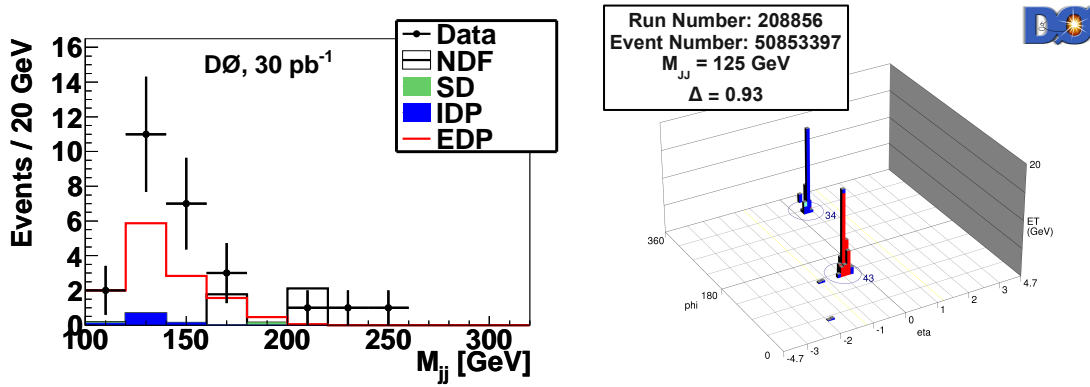 16
14
12
10
8
6
4
2
0
Events / 20 GeV
DØ, 30 pb-1
Data
NDF
SD
IDP
EDP
100
150
200
250
300
Mjj [GeV]
Run Number: 208856
Event Number: 50853397
MJJ = 125 GeV
Δ = 0.93
DØ
20
ET
(GeV)
34
43
360
180
0
phi
-4.7
-3
-2
-1
0
1
2
3
4.7
eta